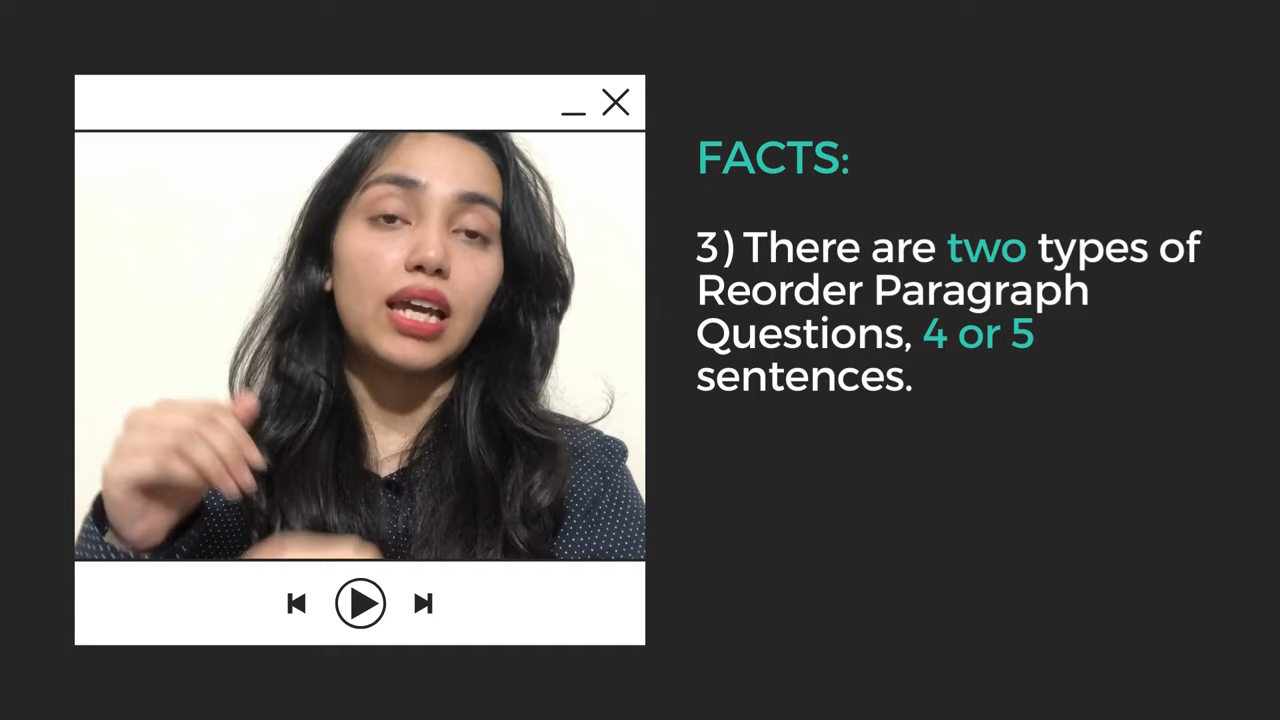 FACTS:
3) There are two types of
Reorder Paragraph
Questions, 4 or 5
sentences.